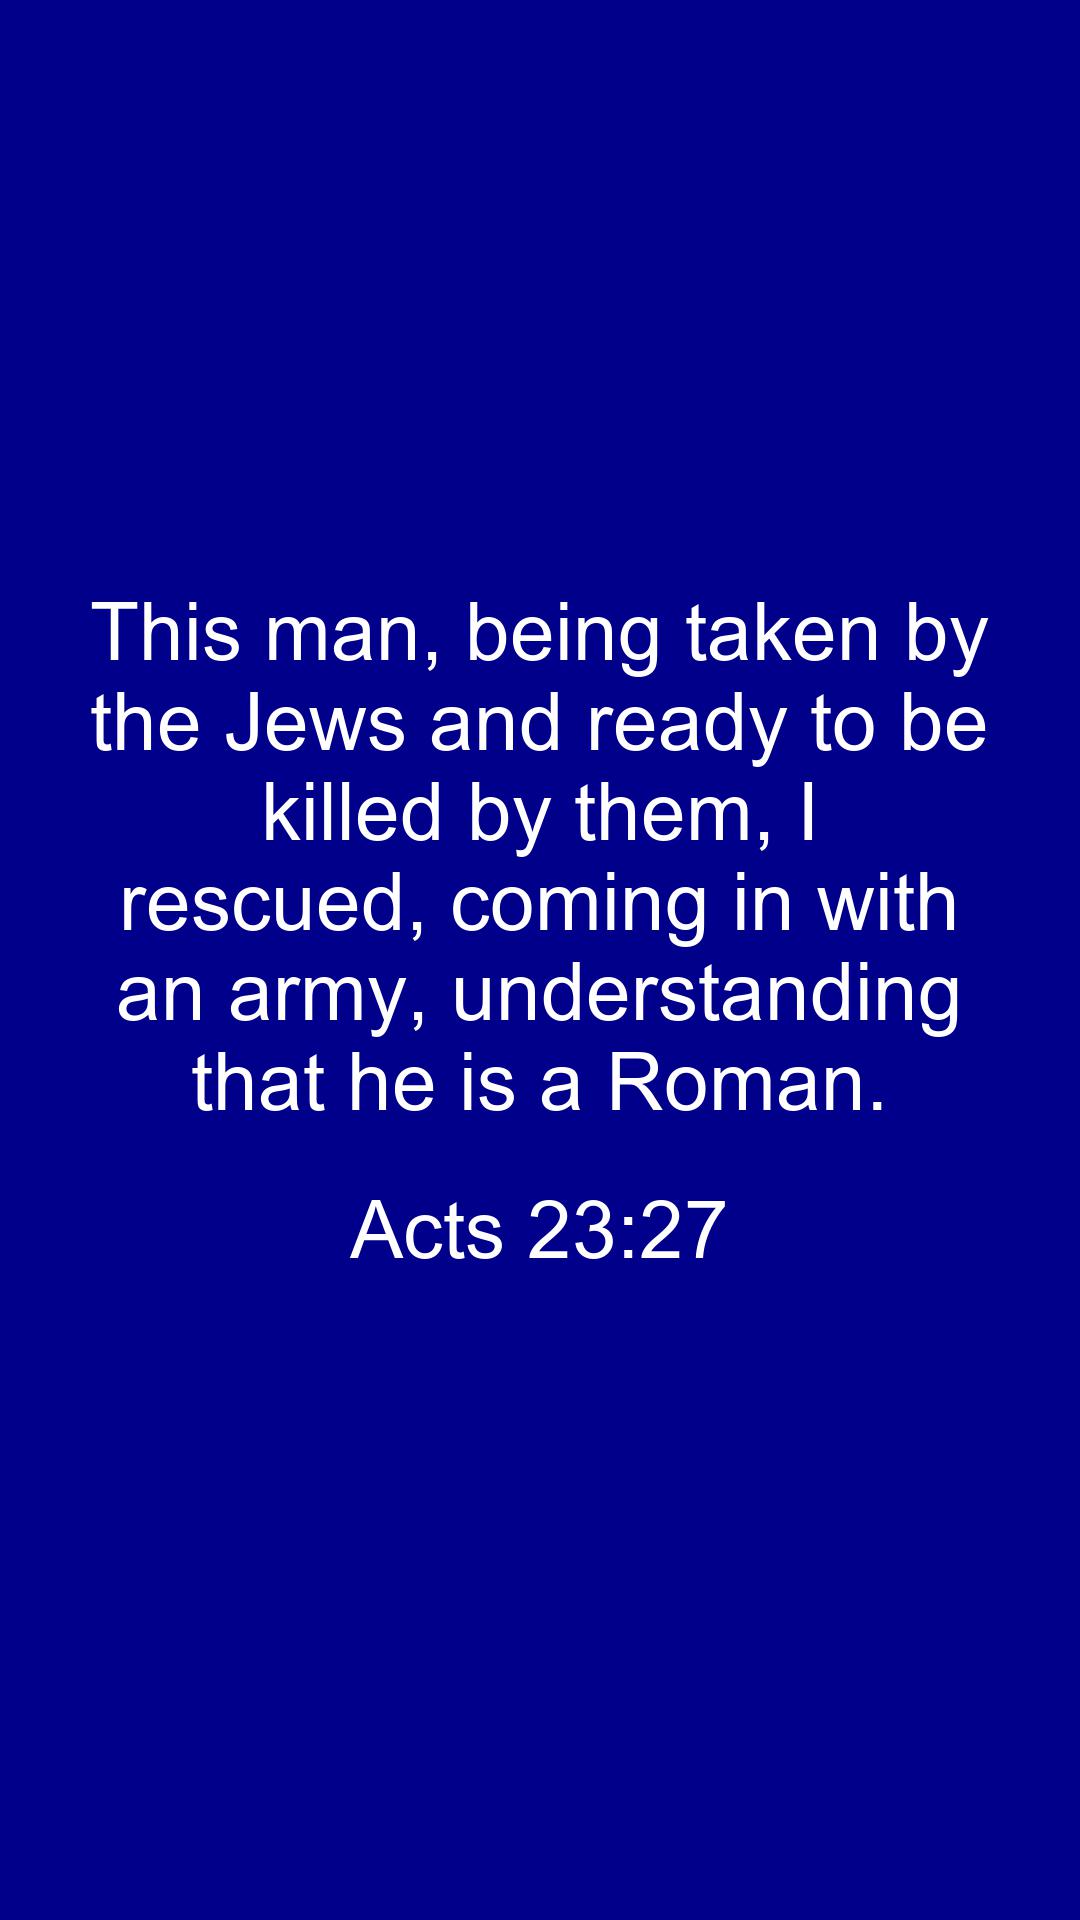 This man, being taken by
the Jews and ready to be
killed by them, I
rescued, coming in with
an army, understanding
that he is a Roman.
Acts 23:27